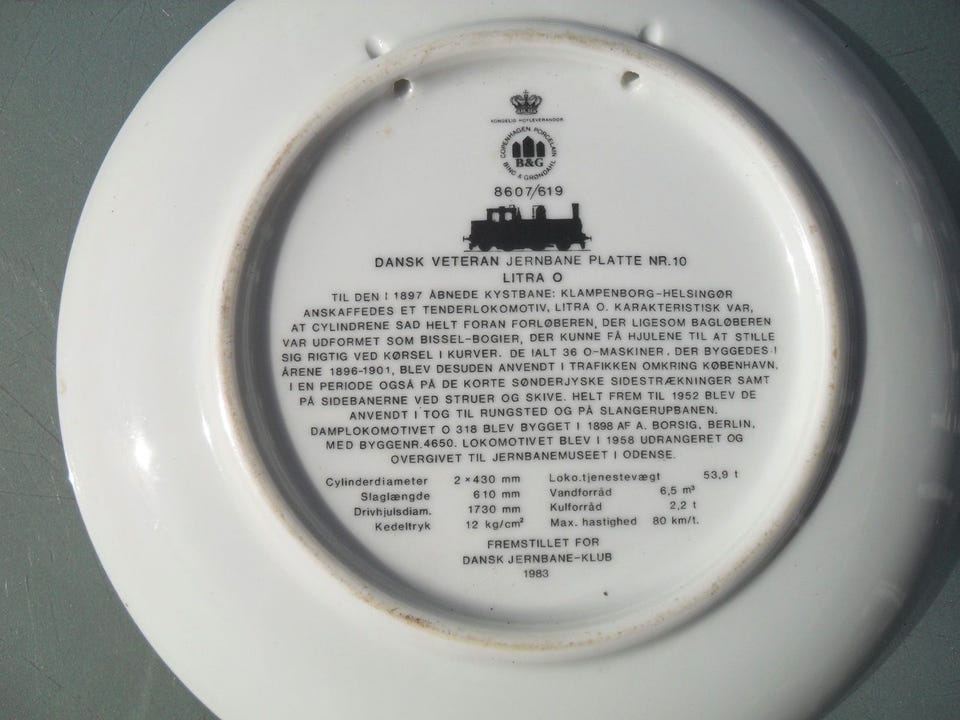 KONGELIG HOFLEVERANDØR
COPENHAGEN PORCELAIN
B&G
BING & GRØNDAHL
8607/619
DANSK VETERAN JERNBANE PLATTE NR.10
LITRA O
TIL DEN I 1897 ÅBNEDE KYSTBANE: KLAMPENBORG-HELSINGØR
ANSKAFFEDES ET TENDERLOKOMOTIV, LITRA O. KARAKTERISTISK VAR,
AT CYLINDRENE SAD HELT FORAN FORLØBEREN, DER LIGESOM BAGLØBEREN
VAR UDFORMET SOM BISSEL-BOGIER, DER KUNNE FÅ HJULENE TIL AT STILLE
SIG RIGTIG VED KØRSEL I KURVER. DE IALT 36 O-MASKINER, DER BYGGEDES I
ÅRENE 1896-1901, BLEV DESUDEN ANVENDT I TRAFIKKEN OMKRING KØBENHAVN,
I EN PERIODE OGSÅ PÅ DE KORTE SØNDERJYSKE SIDESTRÆKNINGER SAMT
PÅ SIDEBANERNE VED STRUER OG SKIVE. HELT FREM TIL 1952 BLEV DE
ANVENDT I TOG TIL RUNGSTED OG PÅ SLANGERUPBANEN.
DAMPLOKOMOTIVET O 318 BLEV BYGGET I 1898 AF A. BORSIG, BERLIN,
MED BYGGENR.4650. LOKOMOTIVET BLEV I 1958 UDRANGERET OG
OVERGIVET TIL JERNBANEMUSEET I ODENSE.
Cylinderdiameter 2 × 430 mm Loko.tjenestevægt 53,9 t
Slaglængde 610 mm Vandforråd 6,5 m³
Drivhjulsdiam. 1730 mm Kulforråd 2,2 t
Kedeltryk 12 kg/cm² Max. hastighed 80 km/t.
FREMSTILLET FOR
DANSK JERNBANE-KLUB
1983